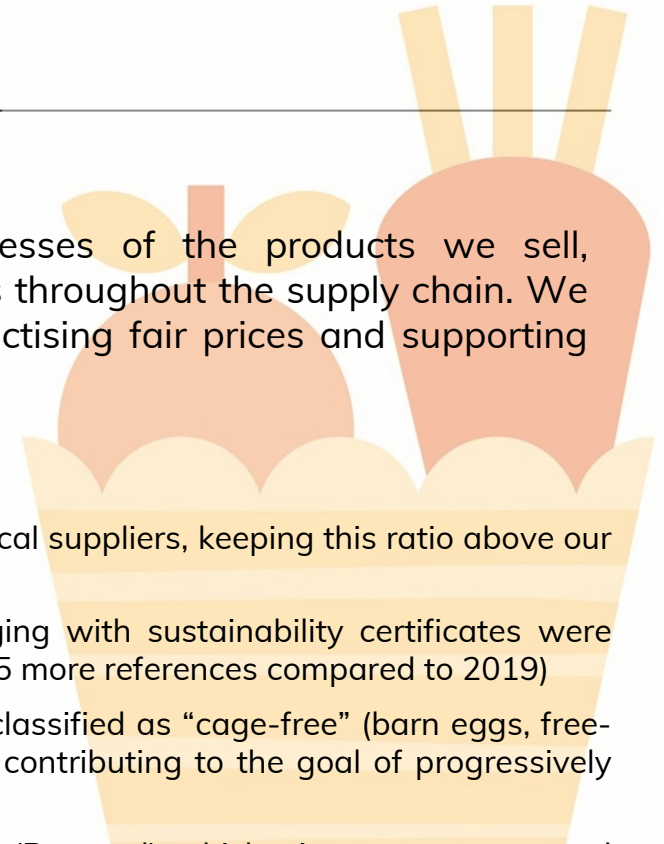 esses of the products we sell,
s throughout the supply chain. We
ctising fair prices and supporting
cal suppliers, keeping this ratio above our
ging with sustainability certificates were
5 more references compared to 2019)
classified as “cage-free” (barn eggs, free-
contributing to the goal of progressively